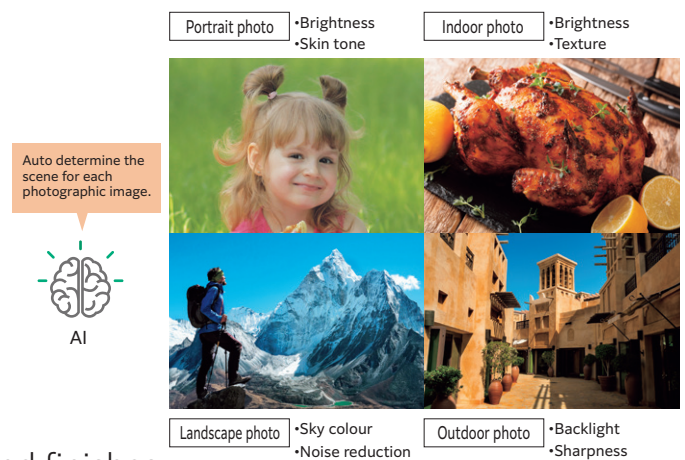 Portrait photo
•Brightness
•Skin tone
Indoor photo
•Brightness
•Texture
Auto determine the
scene for each
photographic image.
AI
Landscape photo
•Sky colour
•Noise reduction
Outdoor photo
•Backlight
•Sharpness